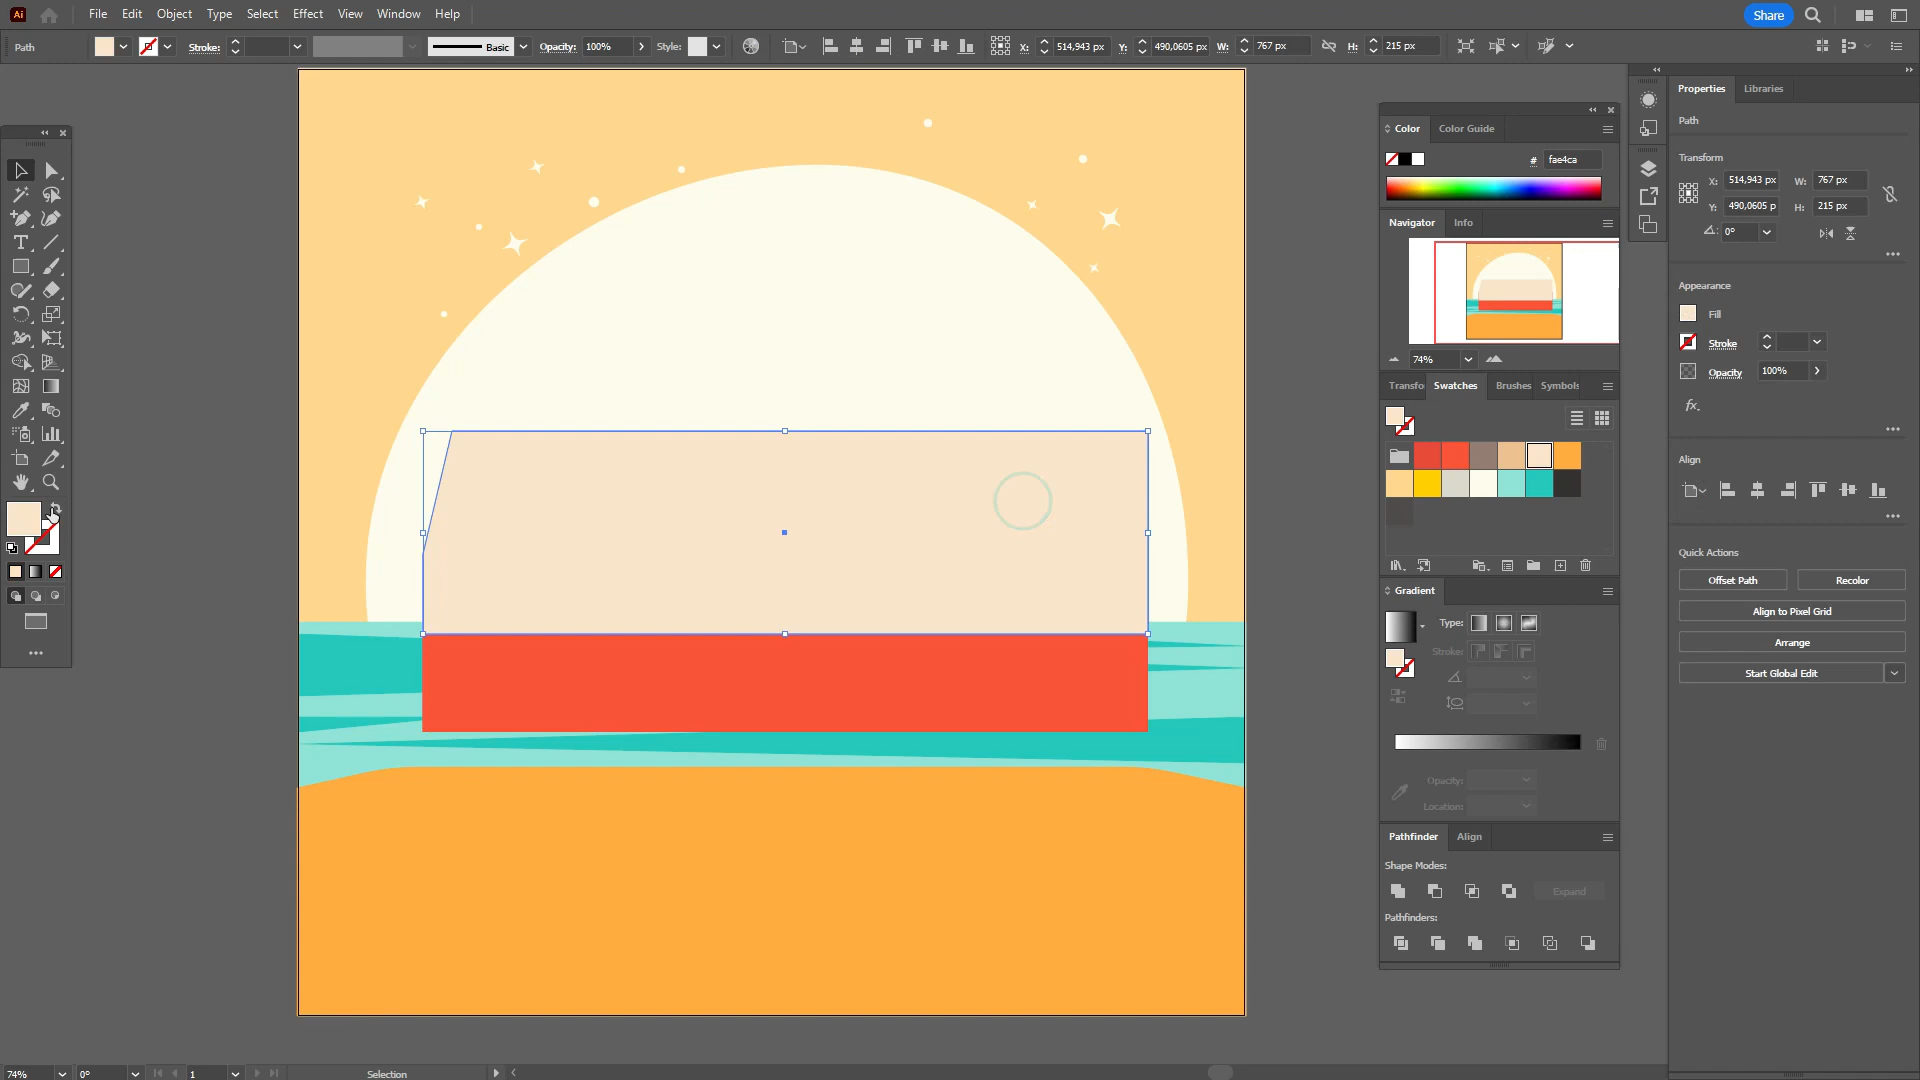 Ai File Edit Object Type Select Effect View Window Help Share
Path Stroke: Basic Opacity: 100% Style: X: 514,943 px Y: 490,0605 px W: 767 px H: 215 px
Properties Libraries
Path
Transform
X: 514,943 px W: 767 px
Y: 490,0605 p H: 215 px
0°
Appearance
Fill
Stroke
Opacity 100%
fx.
Align
Quick Actions
Offset Path Recolor
Align to Pixel Grid
Arrange
Start Global Edit
Color Color Guide
# fae4ca
Navigator Info
74%
Transfo Swatches Brushes Symbols
Gradient
Type:
Stroke:
Opacity:
Location:
Pathfinder Align
Shape Modes:
Expand
Pathfinders:
74% 0° 1 Selection